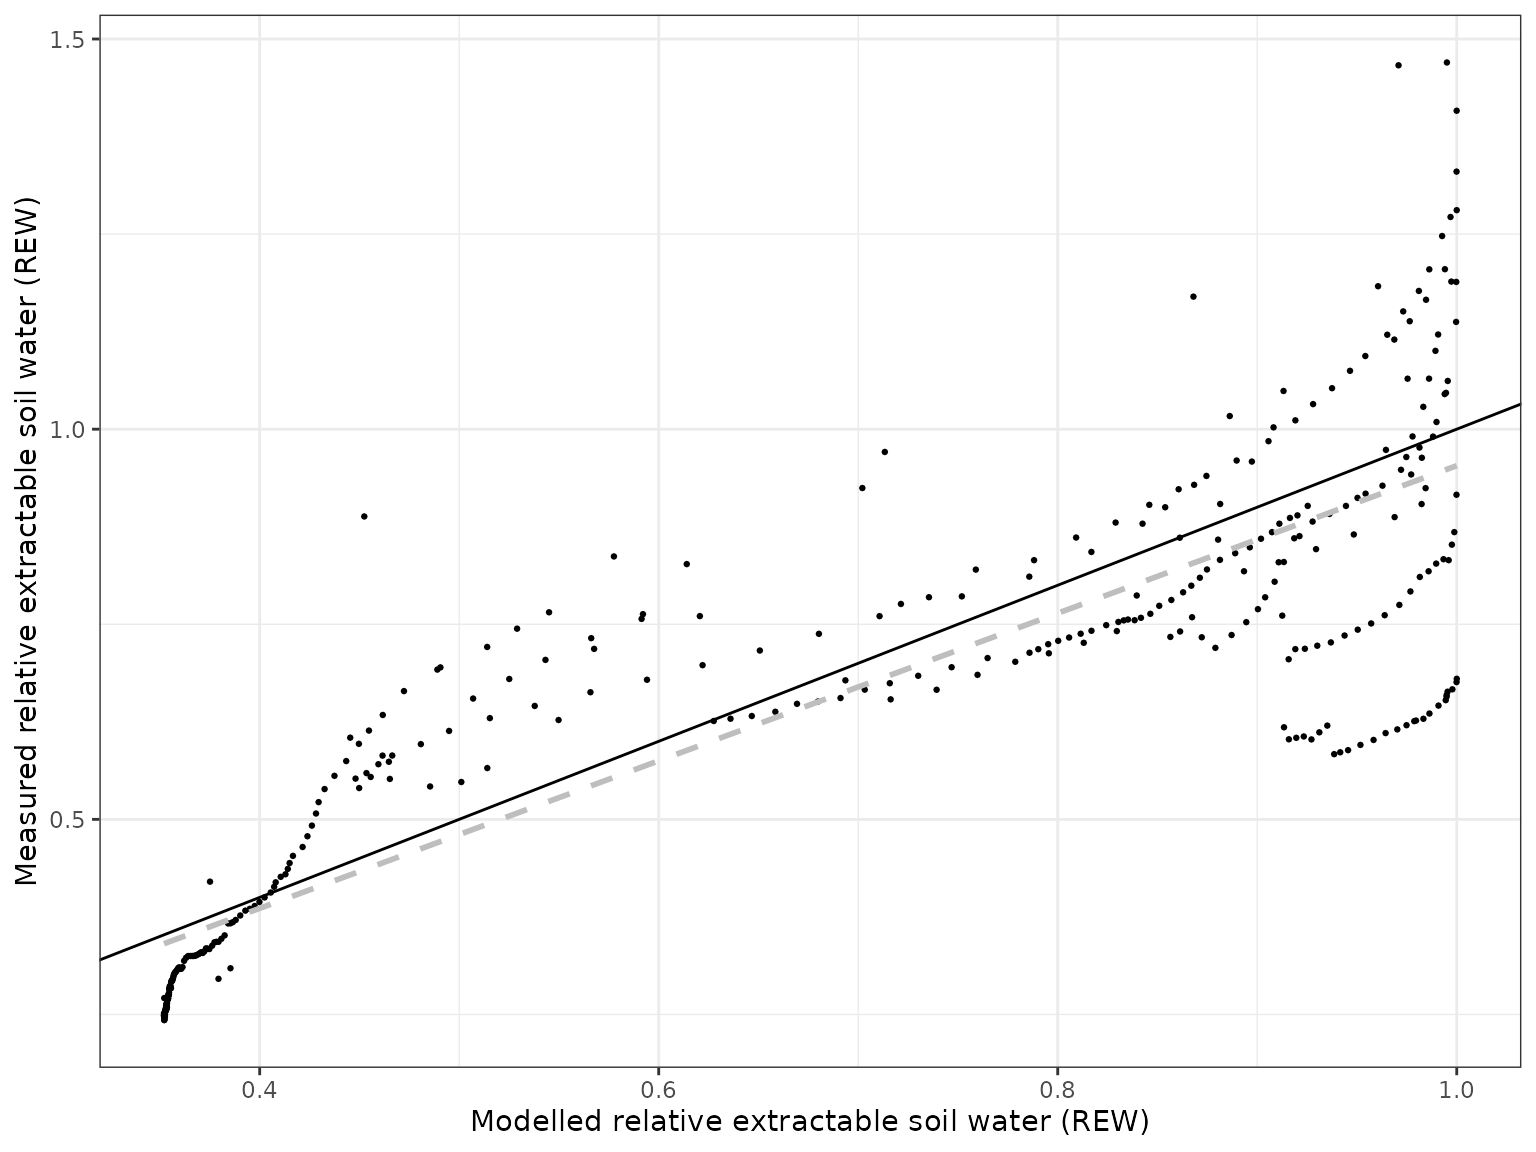 Measured relative extractable soil water (REW)
1.5
1.0
0.5
0.4 0.6 0.8 1.0
Modelled relative extractable soil water (REW)